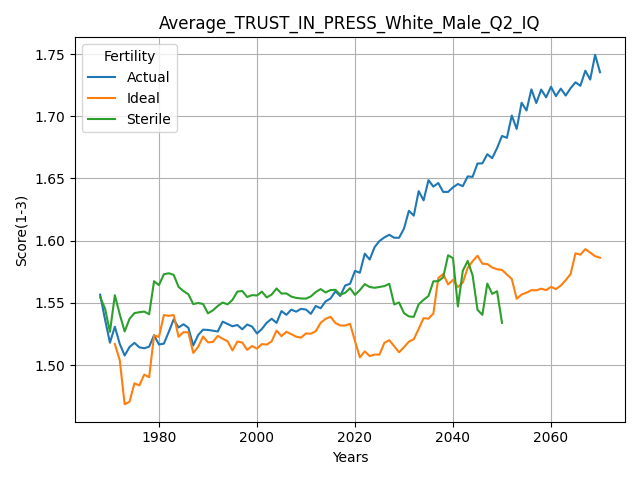 Average_TRUST_IN_PRESS_White_Male_Q2_IQ
Fertility
Actual
Ideal
Sterile
Score(1-3)
1.75
1.70
1.65
1.60
1.55
1.50
1980
2000
2020
2040
2060
Years